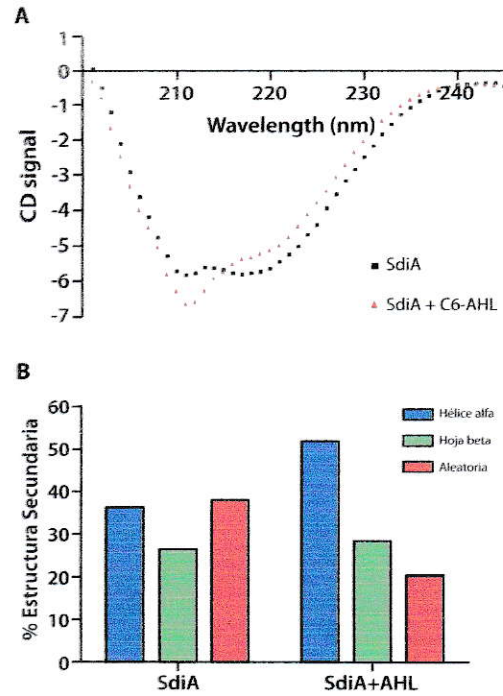 A
1
0
-1
-2
-3
-4
-5
-6
-7
210 220 230 240
Wavelength (nm)
CD signal
SdiA
SdiA + C6-AHL
B
60
50
40
30
20
10
0
% Estructura Secundaria
Hélice alfa
Hoja beta
Aleatoria
SdiA SdiA+AHL